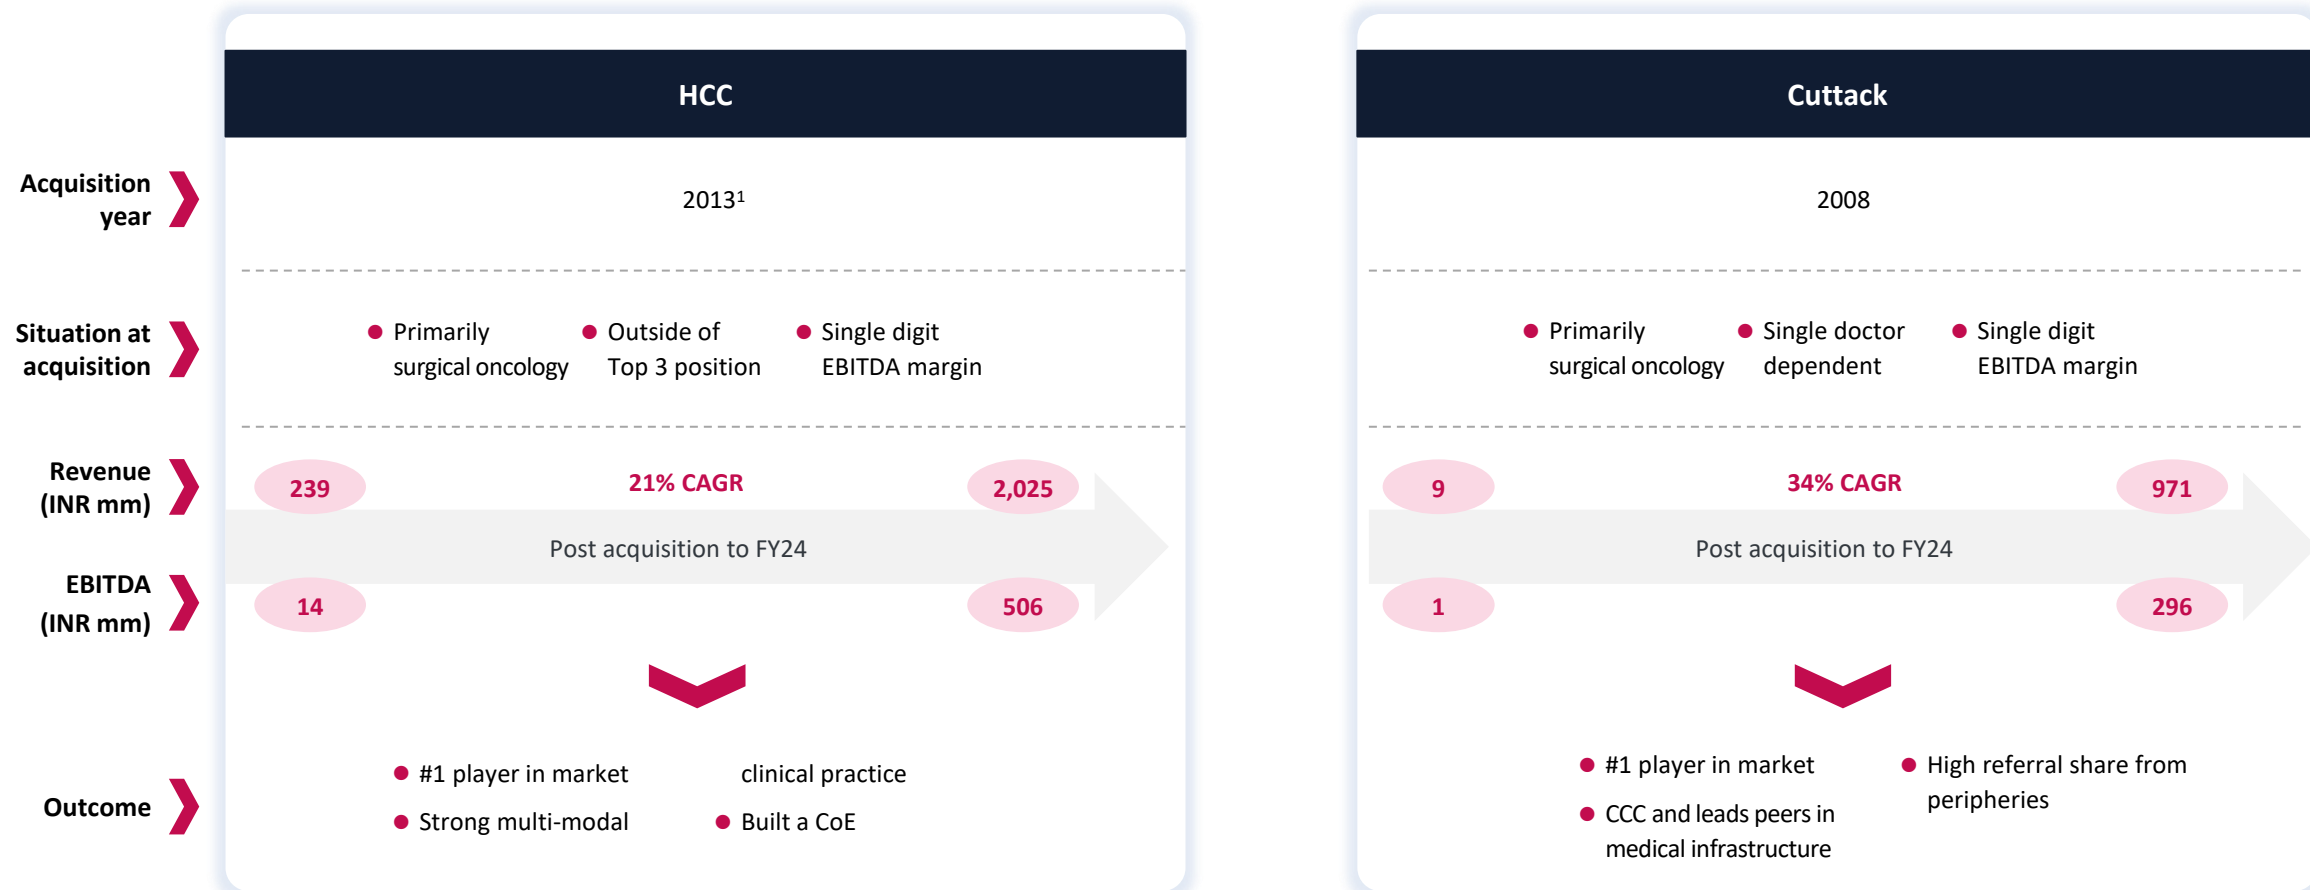 HCC
Cuttack
Acquisition
year
2013¹
2008
Situation at
acquisition
Primarily
surgical oncology
Outside of
Top 3 position
Single digit
EBITDA margin
Primarily
surgical oncology
Single doctor
dependent
Single digit
EBITDA margin
Revenue
(INR mm)
239
21% CAGR
2,025
9
34% CAGR
971
Post acquisition to FY24
Post acquisition to FY24
EBITDA
(INR mm)
14
506
1
296
Outcome
#1 player in market
Strong multi-modal
clinical practice
Built a CoE
#1 player in market
CCC and leads peers in
medical infrastructure
High referral share from
peripheries